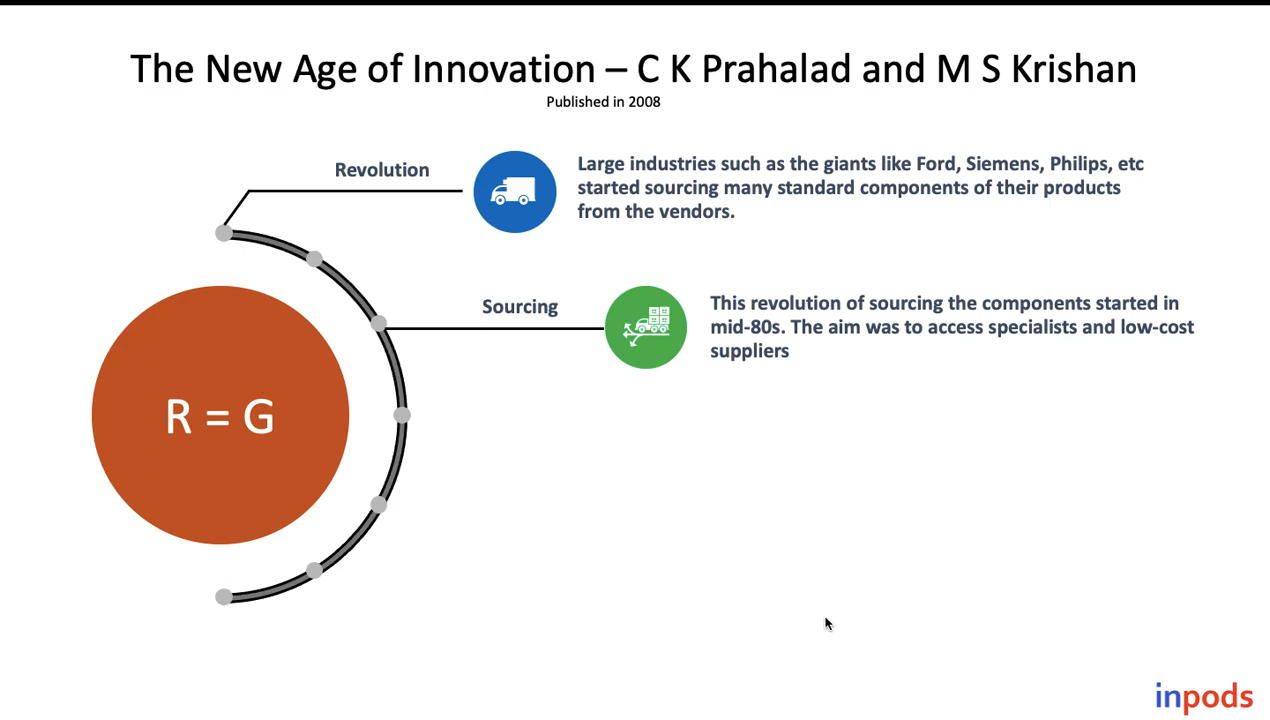 The New Age of Innovation – C K Prahalad and M S Krishan
Published in 2008
Revolution
Large industries such as the giants like Ford, Siemens, Philips, etc
started sourcing many standard components of their products
from the vendors.
Sourcing
This revolution of sourcing the components started in
mid-80s. The aim was to access specialists and low-cost
suppliers
R = G
inpods